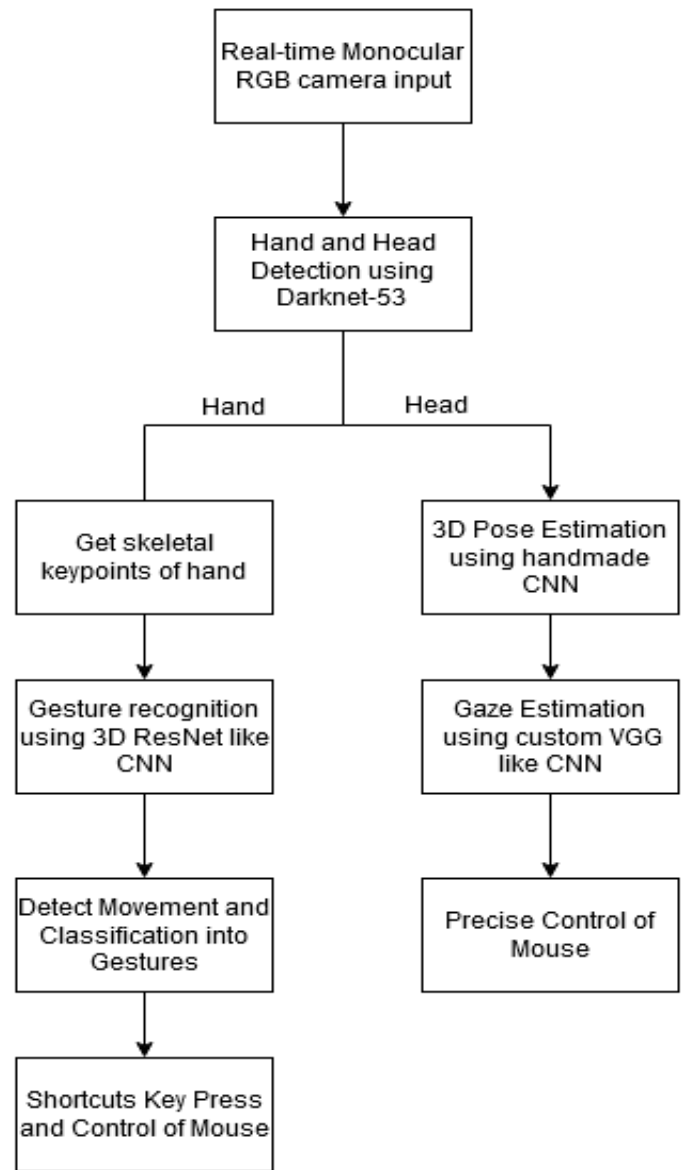 Real-time Monocular
RGB camera input
Hand and Head
Detection using
Darknet-53
Hand
Head
Get skeletal
keypoints of hand
3D Pose Estimation
using handmade
CNN
Gesture recognition
using 3D ResNet like
CNN
Gaze Estimation
using custom VGG
like CNN
Detect Movement and
Classification into
Gestures
Precise Control of
Mouse
Shortcuts Key Press
and Control of Mouse